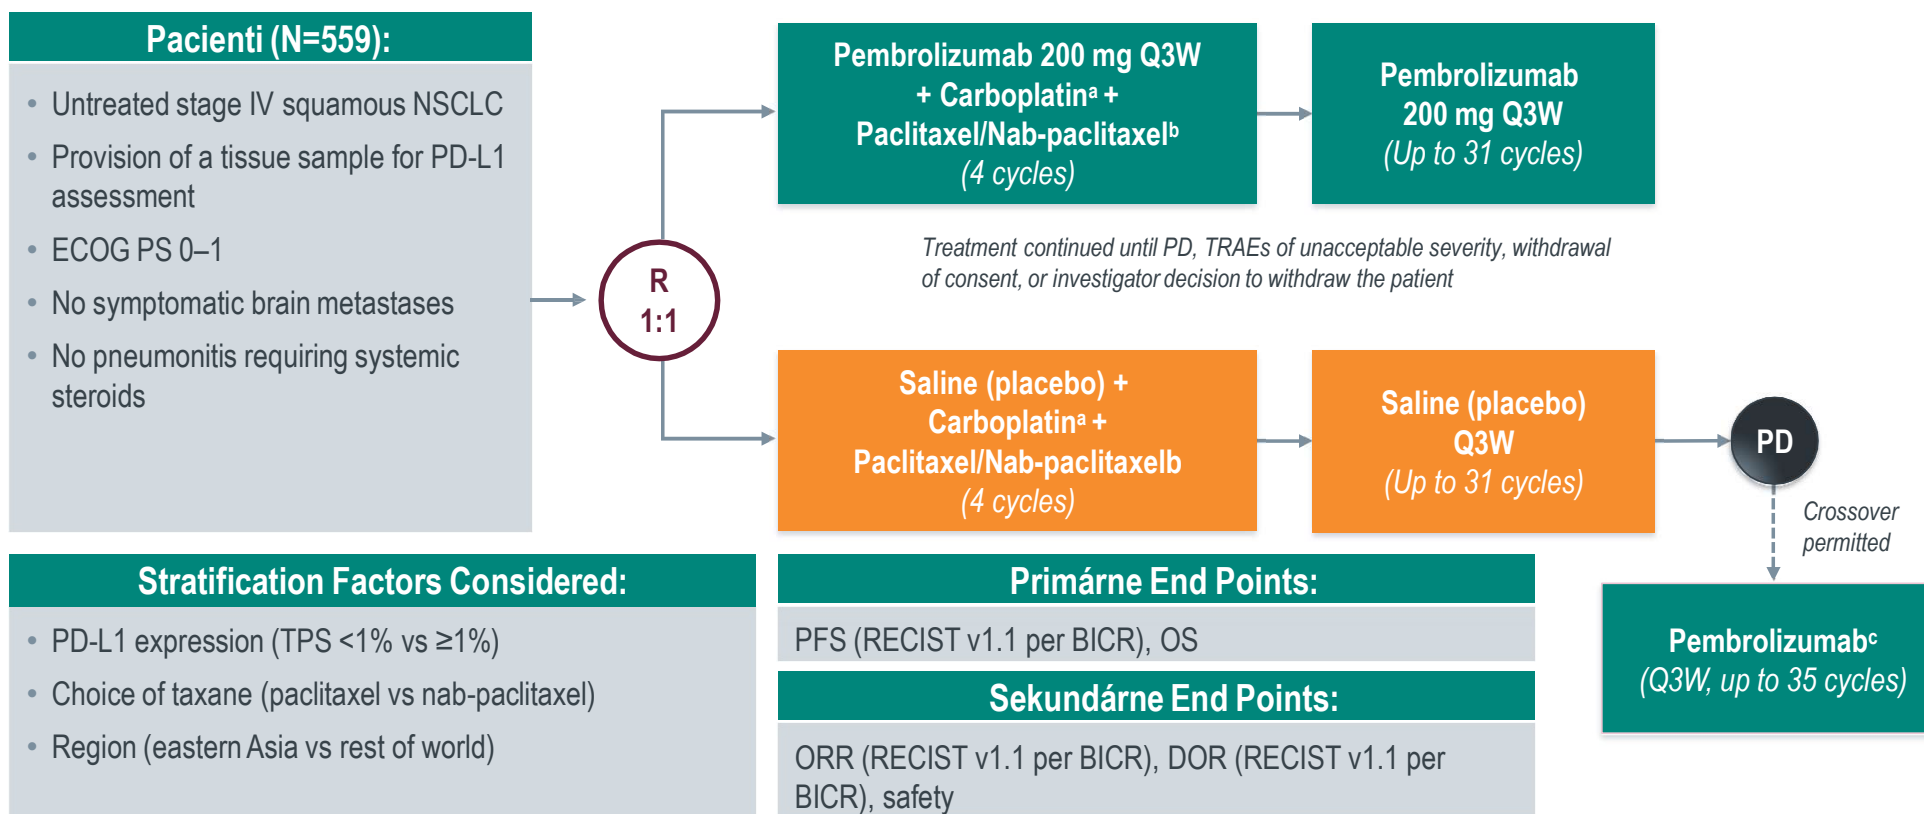 Pacienti (N=559):
• Untreated stage IV squamous NSCLC
• Provision of a tissue sample for PD-L1
assessment
• ECOG PS 0–1
• No symptomatic brain metastases
• No pneumonitis requiring systemic
steroids
R
1:1
Pembrolizumab 200 mg Q3W
+ Carboplatinᵃ +
Paclitaxel/Nab-paclitaxelᵇ
(4 cycles)
Pembrolizumab
200 mg Q3W
(Up to 31 cycles)
Treatment continued until PD, TRAEs of unacceptable severity, withdrawal
of consent, or investigator decision to withdraw the patient
Saline (placebo) +
Carboplatinᵃ +
Paclitaxel/Nab-paclitaxelb
(4 cycles)
Saline (placebo)
Q3W
(Up to 31 cycles)
PD
Crossover
permitted
Pembrolizumabᶜ
(Q3W, up to 35 cycles)
Stratification Factors Considered:
• PD-L1 expression (TPS <1% vs ≥1%)
• Choice of taxane (paclitaxel vs nab-paclitaxel)
• Region (eastern Asia vs rest of world)
Primárne End Points:
PFS (RECIST v1.1 per BICR), OS
Sekundárne End Points:
ORR (RECIST v1.1 per BICR), DOR (RECIST v1.1 per
BICR), safety